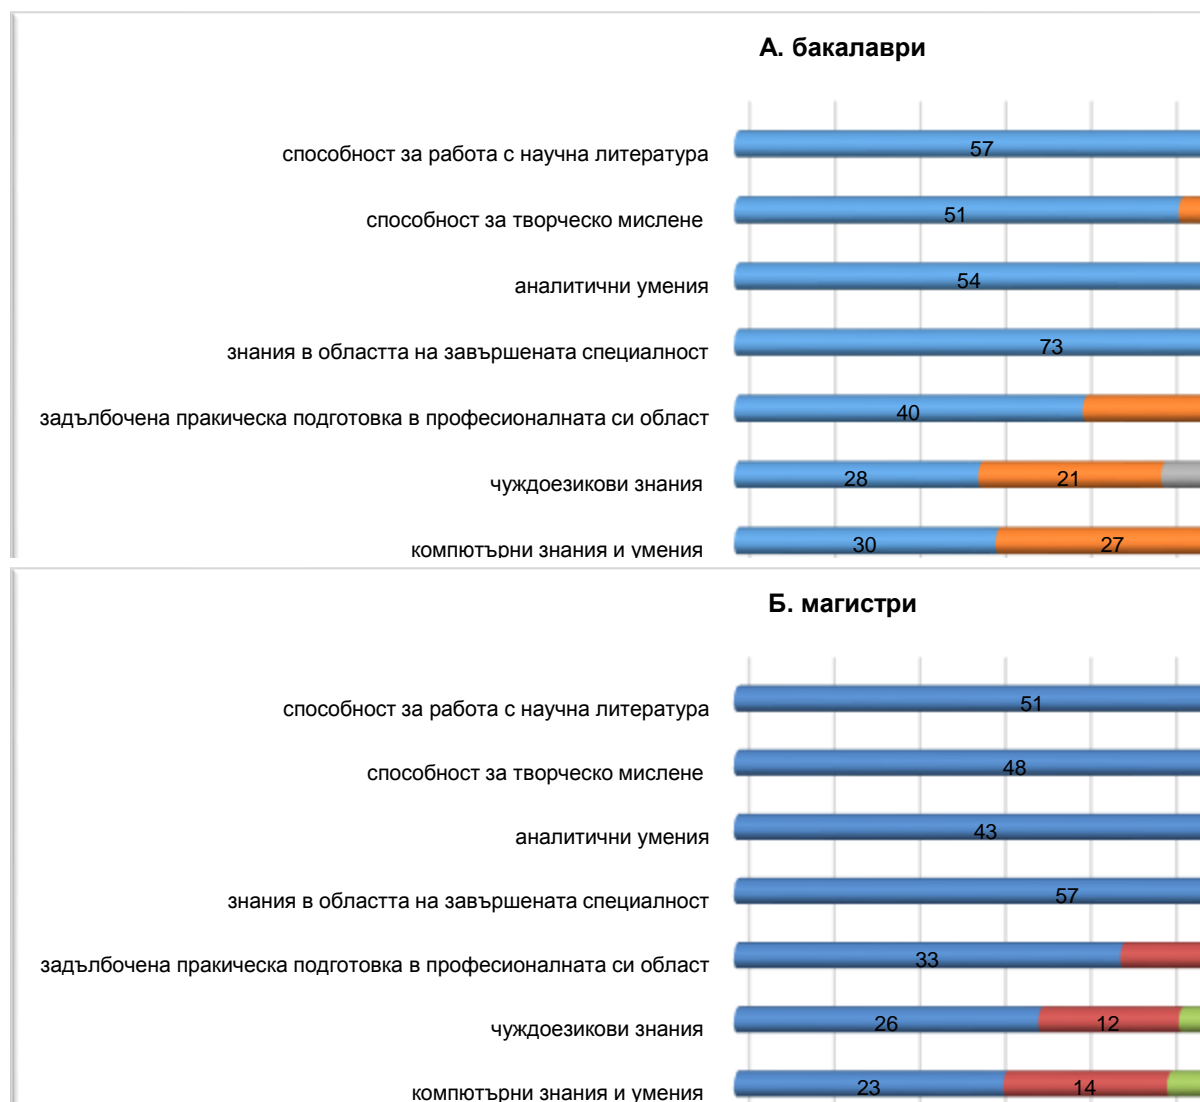 А. бакалаври
способност за работа с научна литература
57
способност за творческо мислене
51
аналитични умения
54
знания в областта на завършената специалност
73
задълбочена пракическа подготовка в професионалната си област
40
чуждоезикови знания
28 21
компютърни знания и умения
30 27
Б. магистри
способност за работа с научна литература
51
способност за творческо мислене
48
аналитични умения
43
знания в областта на завършената специалност
57
задълбочена пракическа подготовка в професионалната си област
33
чуждоезикови знания
26 12
компютърни знания и умения
23 14